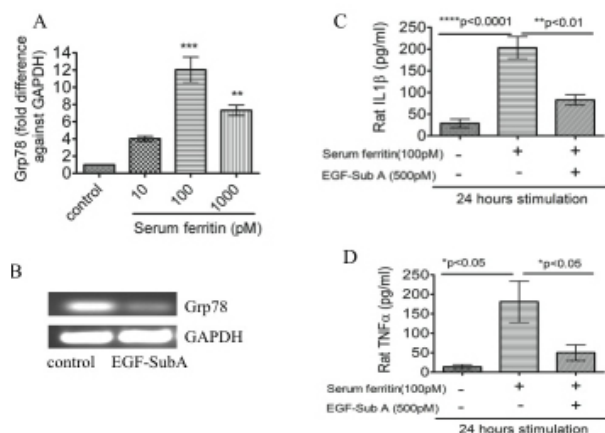 A
Grp78 (fold difference
against GAPDH)
14
12
10
8
6
4
2
0
***
**
control
10
100
1000
Serum ferritin (pM)
B
Grp78
GAPDH
control EGF-SubA
C
Rat IL1β
(pg/ml)
250
200
150
100
50
0
****p<0.0001 **p<0.01
Serum ferritin(100pM) - + +
EGF-Sub A (500pM) - - +
24 hours stimulation
D
Rat TNFα
(pg/ml)
250
200
150
100
50
0
*p<0.05 *p<0.05
Serum ferritin(100pM) - + +
EGF-Sub A (500pM) - - +
24 hours stimulation